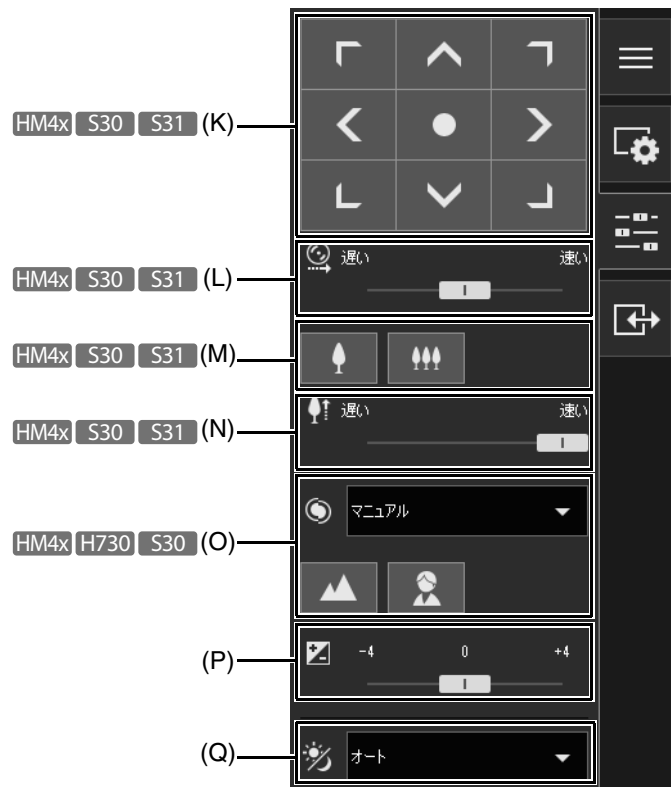 HM4x S30 S31 (K)
HM4x S30 S31 (L)
遅い 速い
HM4x S30 S31 (M)
HM4x S30 S31 (N)
遅い 速い
HM4x H730 S30 (O)
マニュアル
(P)
-4 0 +4
(Q)
オート